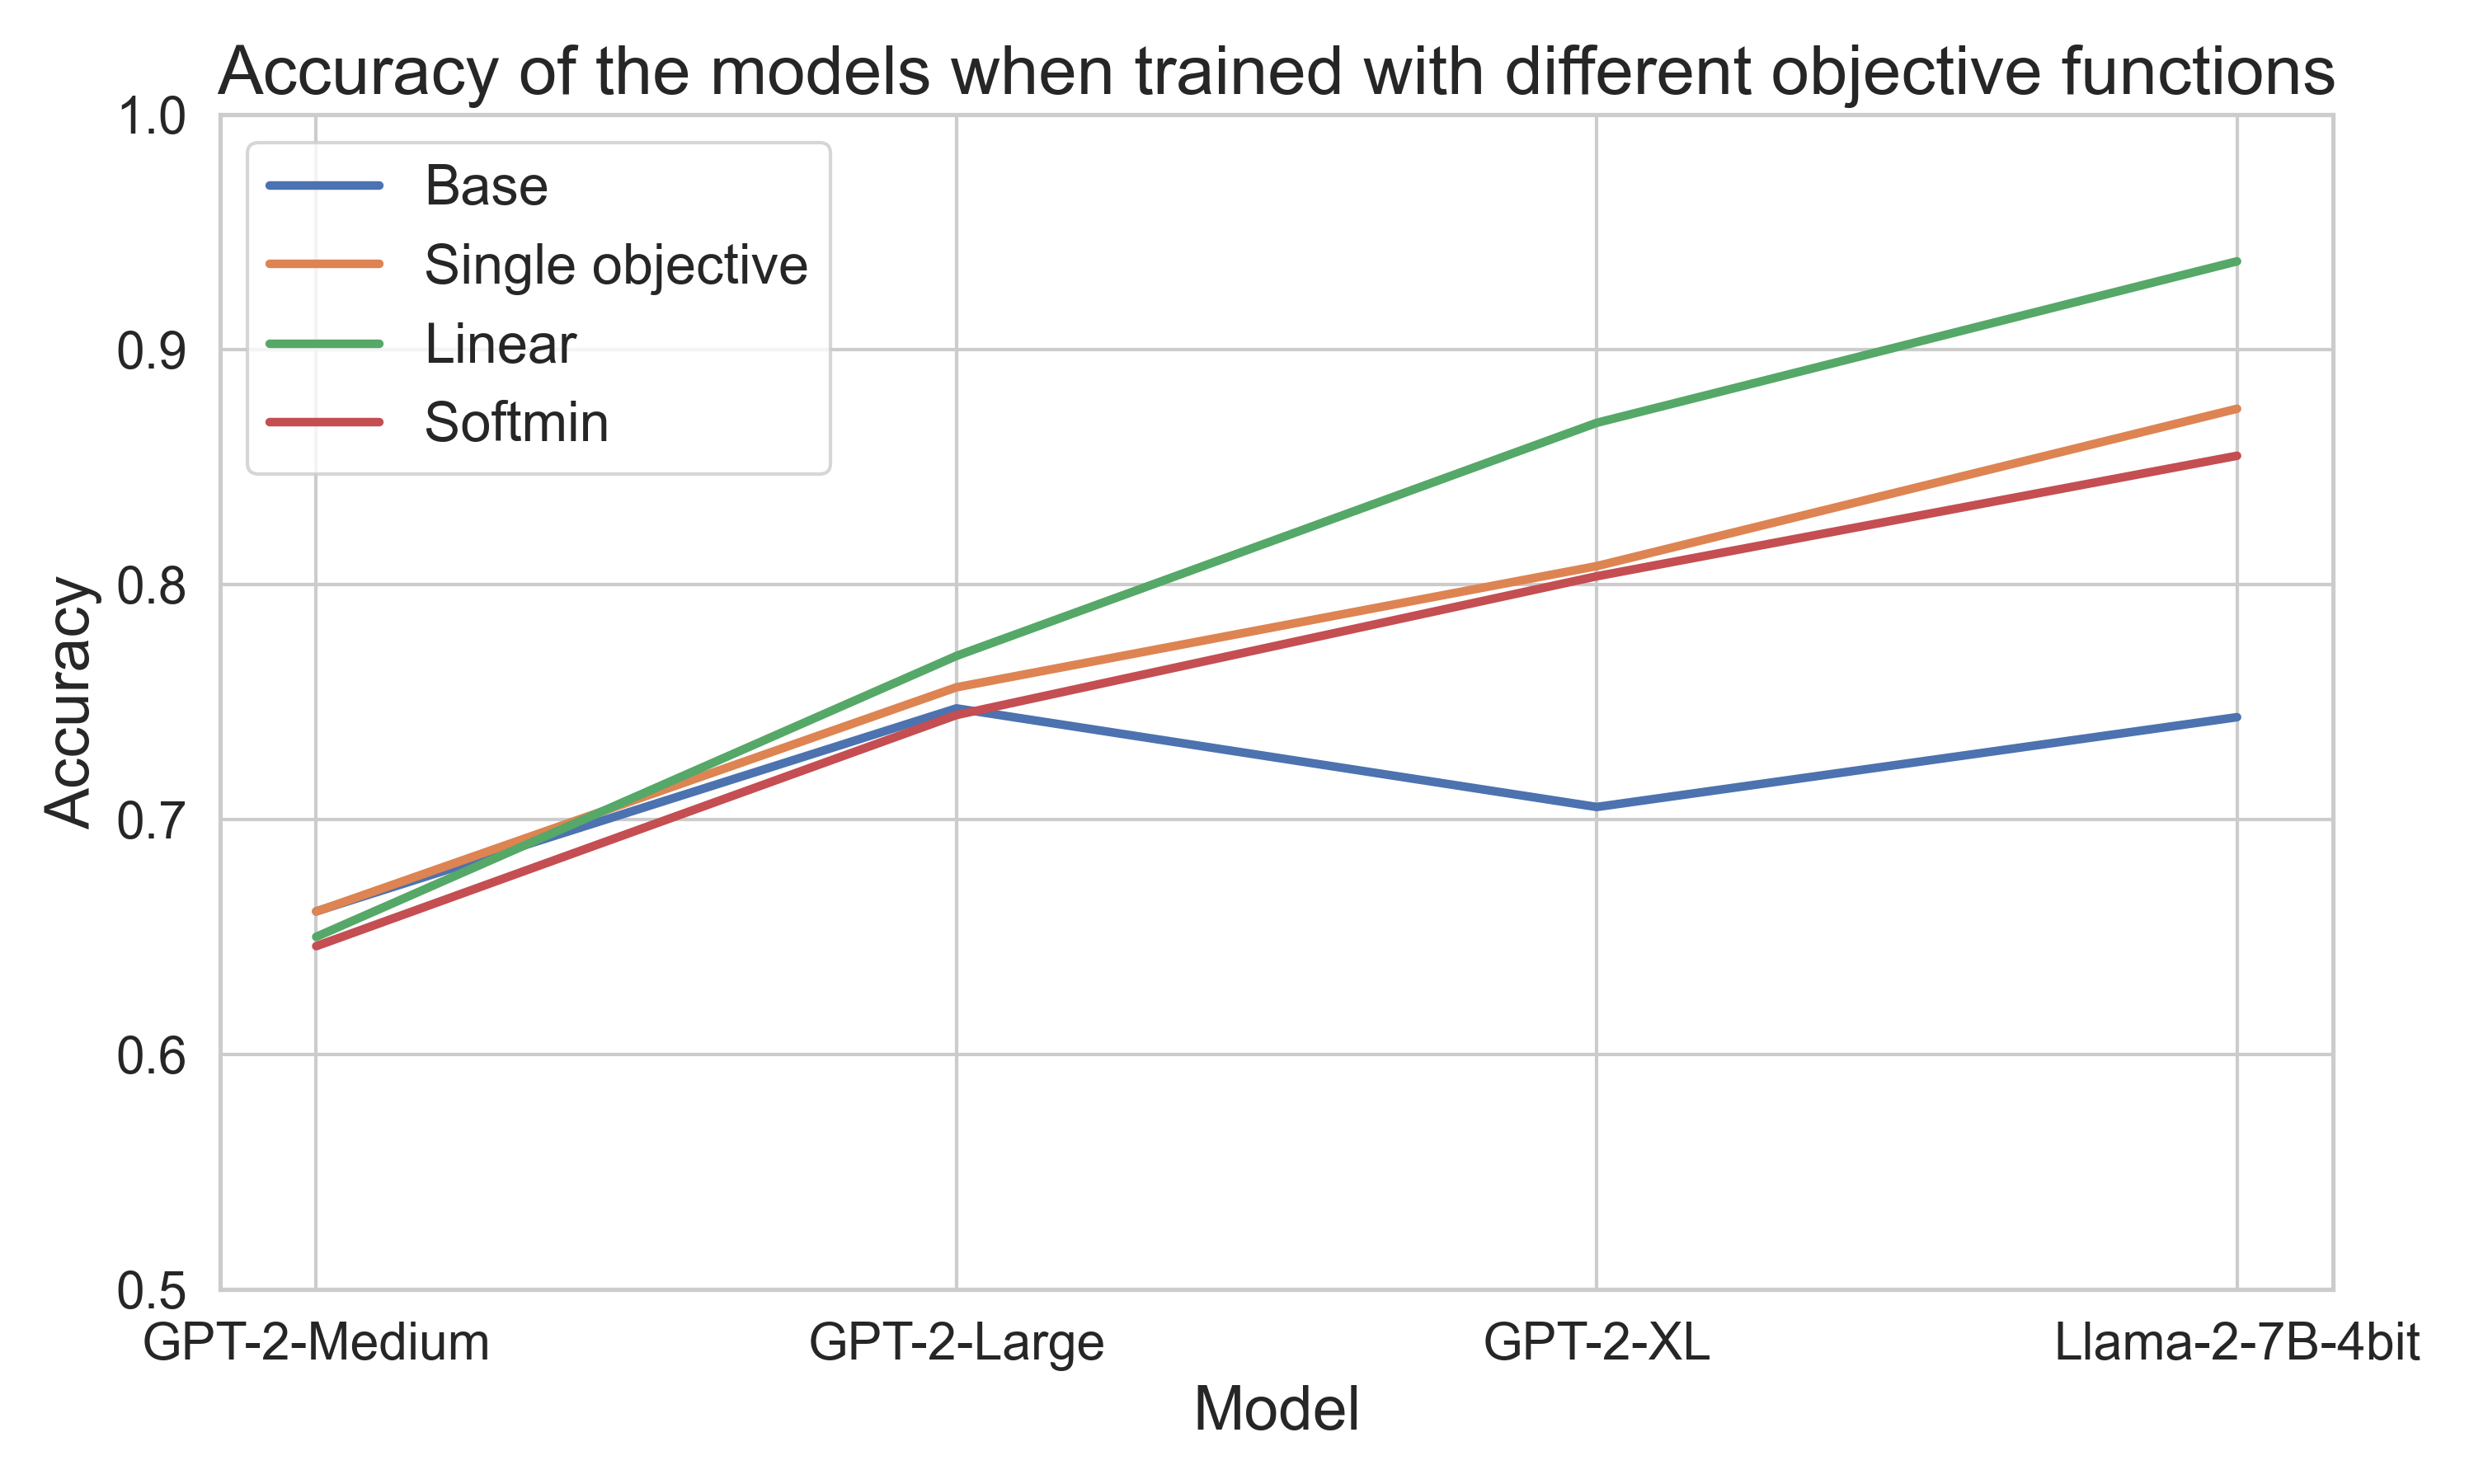 Accuracy of the models when trained with different objective functions
1.0
0.9
0.8
0.7
0.6
0.5
Accuracy
Base
Single objective
Linear
Softmin
GPT-2-Medium GPT-2-Large GPT-2-XL Llama-2-7B-4bit
Model